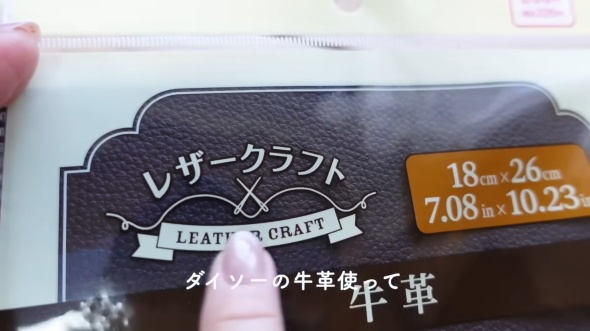 レザークラフト
LEATHER CRAFT
18cm×26cm
7.08in×10.23in
ダイソーの牛革使って
牛革